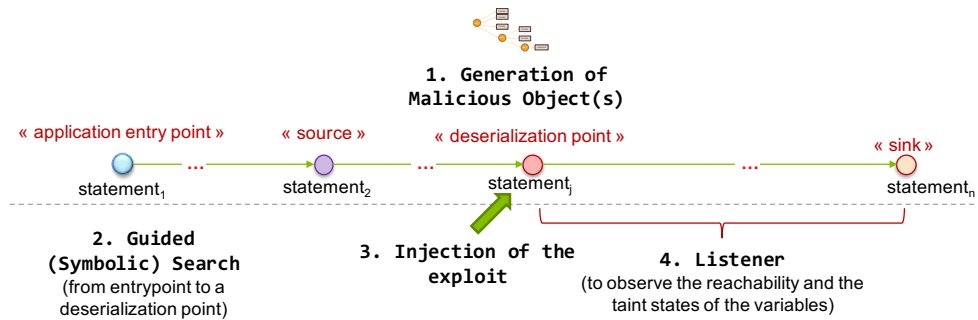 1. Generation of
Malicious Object(s)
« application entry point »
« source »
« deserialization point »
« sink »
...
...
...
statement1
statement2
statementj
statementn
2. Guided
(Symbolic) Search
(from entrypoint to a
deserialization point)
3. Injection of the
exploit
4. Listener
(to observe the reachability and the
taint states of the variables)